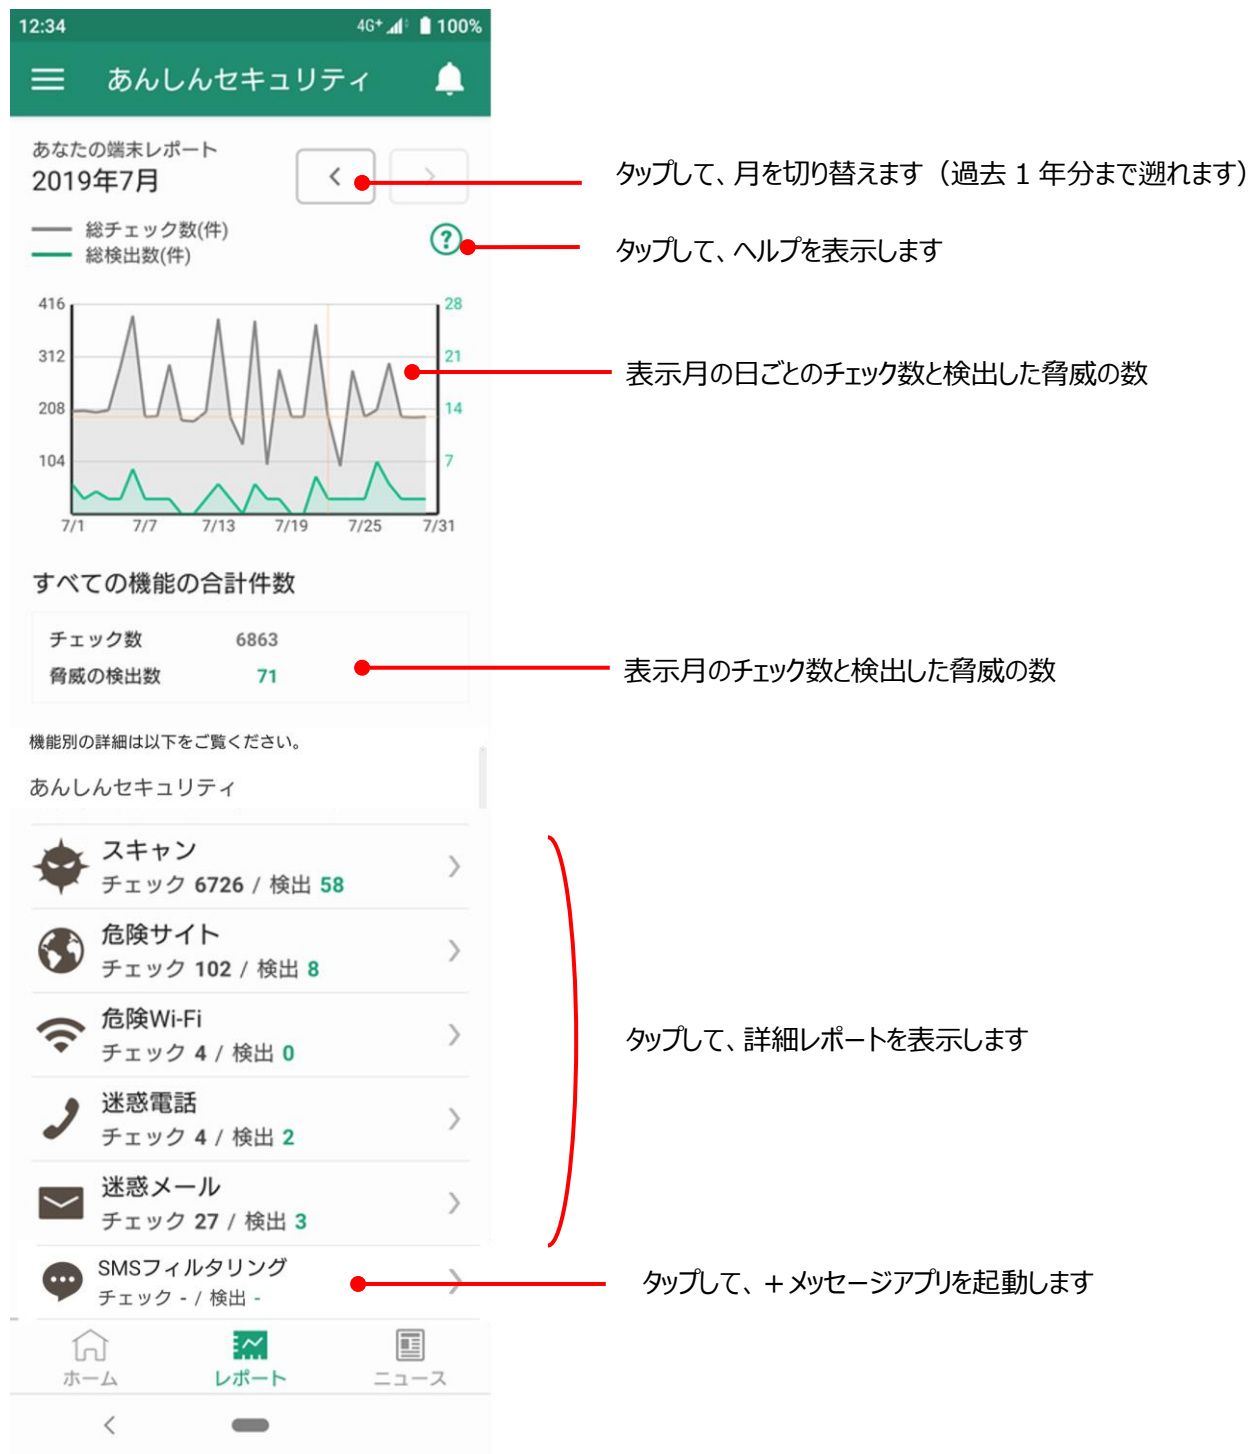 12:34 4G+ 100%
あんしんセキュリティ
あなたの端末レポート
2019年7月
タップして、月を切り替えます（過去 1 年分まで遡れます）
総チェック数(件)
総検出数(件)
?
タップして、ヘルプを表示します
416 28
312 21
表示月の日ごとのチェック数と検出した脅威の数
208 14
104 7
7/1 7/7 7/13 7/19 7/25 7/31
すべての機能の合計件数
チェック数 6863
脅威の検出数 71
表示月のチェック数と検出した脅威の数
機能別の詳細は以下をご覧ください。
あんしんセキュリティ
スキャン
チェック 6726 / 検出 58
危険サイト
チェック 102 / 検出 8
危険Wi-Fi
チェック 4 / 検出 0
タップして、詳細レポートを表示します
迷惑電話
チェック 4 / 検出 2
迷惑メール
チェック 27 / 検出 3
SMSフィルタリング
チェック - / 検出 -
タップして、＋メッセージアプリを起動します
ホーム レポート ニュース